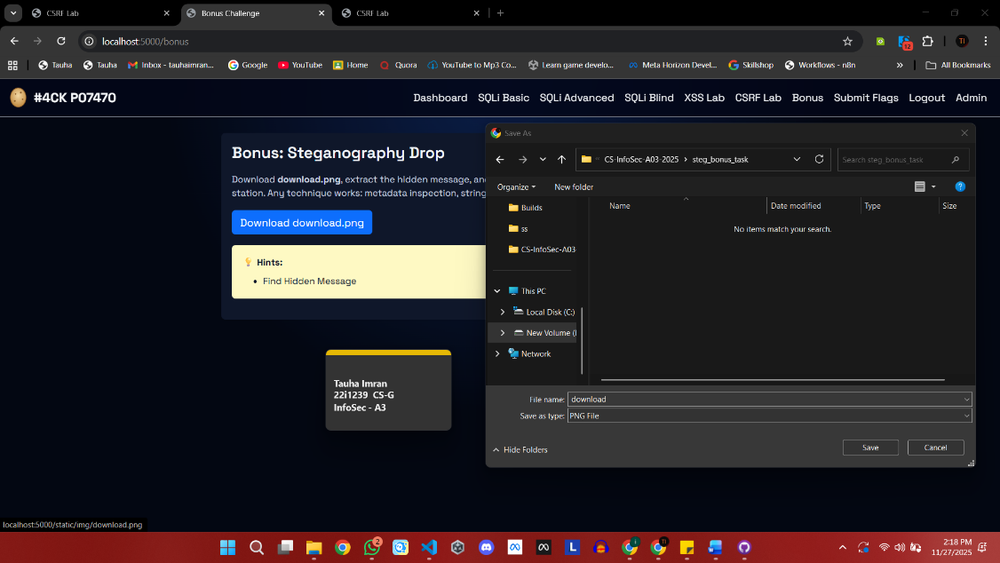 CSRF Lab
Bonus Challenge
CSRF Lab
localhost:5000/bonus
12
TI
Tauha
Tauha
Inbox - tauhaimran...
Google
YouTube
Home
Quora
YouTube to Mp3 Co...
Learn game develo...
Meta Horizon Devel...
Skillshop
Workflows - n8n
»
All Bookmarks
#4CK P07470
Dashboard
SQLi Basic
SQLi Advanced
SQLi Blind
XSS Lab
CSRF Lab
Bonus
Submit Flags
Logout
Admin
Bonus: Steganography Drop
Download download.png, extract the hidden message, an
station. Any technique works: metadata inspection, string
Download download.png
💡 Hints:
• Find Hidden Message
Tauha Imran
22i1239 CS-G
InfoSec - A3
Save As
CS-InfoSec-A03-2025 › steg_bonus_task
Search steg_bonus_task
Organize
New folder
Name
Date modified
Type
Size
No items match your search.
Builds
ss
CS-InfoSec-A03-
This PC
Local Disk (C:)
New Volume (
Network
File name: download
Save as type: PNG File
Hide Folders
Save
Cancel
localhost:5000/static/img/download.png
2
L
TI
2:18 PM
11/27/2025